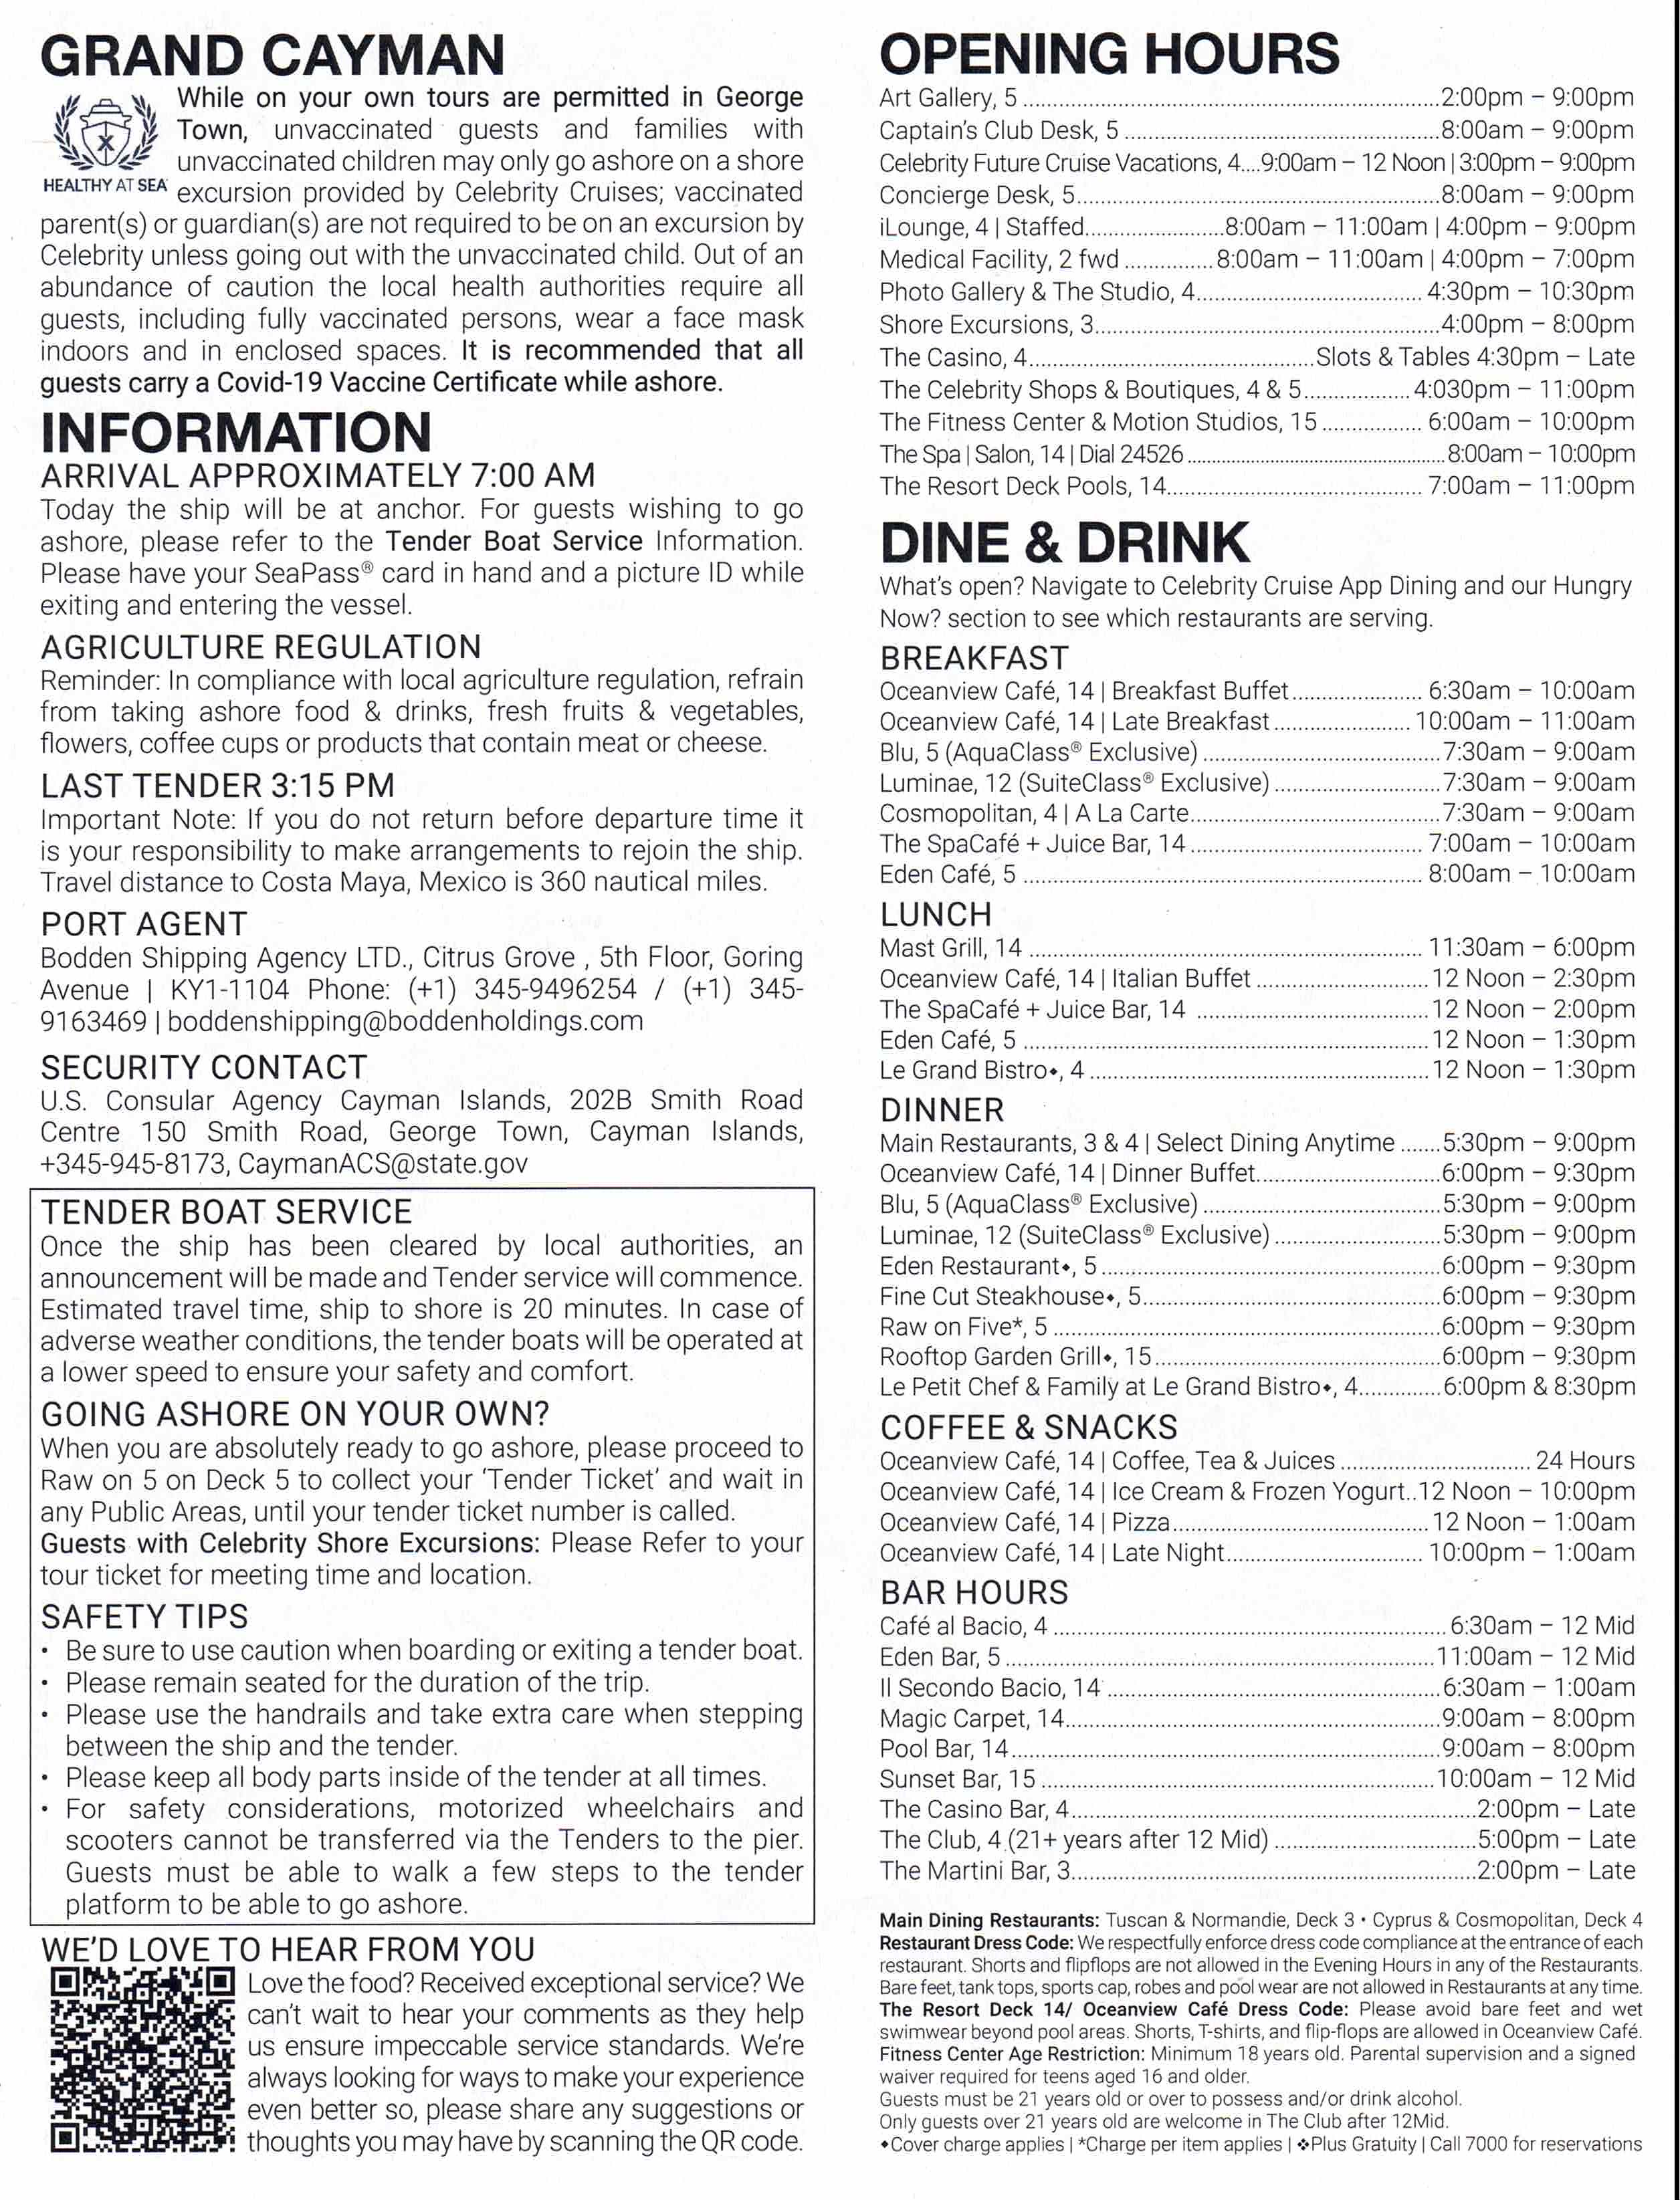 GRAND CAYMAN
While on your own tours are permitted in George
Town, unvaccinated guests and families with
unvaccinated children may only go ashore on a shore
HEALTHY AT SEA
excursion provided by Celebrity Cruises; vaccinated
parent(s) or guardian(s) are not required to be on an excursion by
Celebrity unless going out with the unvaccinated child. Out of an
abundance of caution the local health authorities require all
guests, including fully vaccinated persons, wear a face mask
indoors and in enclosed spaces. It is recommended that all
guests carry a Covid-19 Vaccine Certificate while ashore.
INFORMATION
ARRIVAL APPROXIMATELY 7:00 AM
Today the ship will be at anchor. For guests wishing to go
ashore, please refer to the Tender Boat Service Information.
Please have your SeaPass® card in hand and a picture ID while
exiting and entering the vessel.
AGRICULTURE REGULATION
Reminder: In compliance with local agriculture regulation, refrain
from taking ashore food & drinks, fresh fruits & vegetables,
flowers, coffee cups or products that contain meat or cheese.
LAST TENDER 3:15 PM
Important Note: If you do not return before departure time it
is your responsibility to make arrangements to rejoin the ship.
Travel distance to Costa Maya, Mexico is 360 nautical miles.
PORT AGENT
Bodden Shipping Agency LTD., Citrus Grove , 5th Floor, Goring
Avenue | KY1-1104 Phone: (+1) 345-9496254 / (+1) 345-
9163469 | boddenshipping@boddenholdings.com
SECURITY CONTACT
U.S. Consular Agency Cayman Islands, 202B Smith Road
Centre 150 Smith Road, George Town, Cayman Islands,
+345-945-8173, CaymanACS@state.gov
TENDER BOAT SERVICE
Once the ship has been cleared by local authorities, an
announcement will be made and Tender service will commence.
Estimated travel time, ship to shore is 20 minutes. In case of
adverse weather conditions, the tender boats will be operated at
a lower speed to ensure your safety and comfort.
GOING ASHORE ON YOUR OWN?
When you are absolutely ready to go ashore, please proceed to
Raw on 5 on Deck 5 to collect your 'Tender Ticket' and wait in
any Public Areas, until your tender ticket number is called.
Guests with Celebrity Shore Excursions: Please Refer to your
tour ticket for meeting time and location.
SAFETY TIPS
• Be sure to use caution when boarding or exiting a tender boat.
• Please remain seated for the duration of the trip.
• Please use the handrails and take extra care when stepping
between the ship and the tender.
• Please keep all body parts inside of the tender at all times.
• For safety considerations, motorized wheelchairs and
scooters cannot be transferred via the Tenders to the pier.
Guests must be able to walk a few steps to the tender
platform to be able to go ashore.
WE'D LOVE TO HEAR FROM YOU
Love the food? Received exceptional service? We
can't wait to hear your comments as they help
us ensure impeccable service standards. We're
always looking for ways to make your experience
even better so, please share any suggestions or
thoughts you may have by scanning the QR code.
OPENING HOURS
Art Gallery, 5 ........ 2:00pm – 9:00pm
Captain's Club Desk, 5 ........ 8:00am – 9:00pm
Celebrity Future Cruise Vacations, 4....9:00am – 12 Noon | 3:00pm – 9:00pm
Concierge Desk, 5........ 8:00am – 9:00pm
iLounge, 4 | Staffed........ 8:00am – 11:00am | 4:00pm – 9:00pm
Medical Facility, 2 fwd ........ 8:00am – 11:00am | 4:00pm – 7:00pm
Photo Gallery & The Studio, 4........ 4:30pm – 10:30pm
Shore Excursions, 3........ 4:00pm – 8:00pm
The Casino, 4........ Slots & Tables 4:30pm – Late
The Celebrity Shops & Boutiques, 4 & 5........ 4:030pm – 11:00pm
The Fitness Center & Motion Studios, 15........ 6:00am – 10:00pm
The Spa | Salon, 14 | Dial 24526........ 8:00am – 10:00pm
The Resort Deck Pools, 14........ 7:00am – 11:00pm
DINE & DRINK
What's open? Navigate to Celebrity Cruise App Dining and our Hungry
Now? section to see which restaurants are serving.
BREAKFAST
Oceanview Café, 14 | Breakfast Buffet........ 6:30am – 10:00am
Oceanview Café, 14 | Late Breakfast........ 10:00am – 11:00am
Blu, 5 (AquaClass® Exclusive)........ 7:30am – 9:00am
Luminae, 12 (SuiteClass® Exclusive)........ 7:30am – 9:00am
Cosmopolitan, 4 | A La Carte........ 7:30am – 9:00am
The SpaCafé + Juice Bar, 14........ 7:00am – 10:00am
Eden Café, 5........ 8:00am – 10:00am
LUNCH
Mast Grill, 14........ 11:30am – 6:00pm
Oceanview Café, 14 | Italian Buffet........ 12 Noon – 2:30pm
The SpaCafé + Juice Bar, 14........ 12 Noon – 2:00pm
Eden Café, 5........ 12 Noon – 1:30pm
Le Grand Bistro⬩, 4........ 12 Noon – 1:30pm
DINNER
Main Restaurants, 3 & 4 | Select Dining Anytime ....... 5:30pm – 9:00pm
Oceanview Café, 14 | Dinner Buffet........ 6:00pm – 9:30pm
Blu, 5 (AquaClass® Exclusive)........ 5:30pm – 9:00pm
Luminae, 12 (SuiteClass® Exclusive)........ 5:30pm – 9:00pm
Eden Restaurant⬩, 5........ 6:00pm – 9:30pm
Fine Cut Steakhouse⬩, 5........ 6:00pm – 9:30pm
Raw on Five*, 5........ 6:00pm – 9:30pm
Rooftop Garden Grill⬩, 15........ 6:00pm – 9:30pm
Le Petit Chef & Family at Le Grand Bistro⬩, 4........ 6:00pm & 8:30pm
COFFEE & SNACKS
Oceanview Café, 14 | Coffee, Tea & Juices........ 24 Hours
Oceanview Café, 14 | Ice Cream & Frozen Yogurt..12 Noon – 10:00pm
Oceanview Café, 14 | Pizza........ 12 Noon – 1:00am
Oceanview Café, 14 | Late Night........ 10:00pm – 1:00am
BAR HOURS
Café al Bacio, 4........ 6:30am – 12 Mid
Eden Bar, 5........ 11:00am – 12 Mid
Il Secondo Bacio, 14........ 6:30am – 1:00am
Magic Carpet, 14........ 9:00am – 8:00pm
Pool Bar, 14........ 9:00am – 8:00pm
Sunset Bar, 15........ 10:00am – 12 Mid
The Casino Bar, 4........ 2:00pm – Late
The Club, 4 (21+ years after 12 Mid)........ 5:00pm – Late
The Martini Bar, 3........ 2:00pm – Late
Main Dining Restaurants: Tuscan & Normandie, Deck 3 • Cyprus & Cosmopolitan, Deck 4
Restaurant Dress Code: We respectfully enforce dress code compliance at the entrance of each
restaurant. Shorts and flipflops are not allowed in the Evening Hours in any of the Restaurants.
Bare feet, tank tops, sports cap, robes and pool wear are not allowed in Restaurants at any time.
The Resort Deck 14/ Oceanview Café Dress Code: Please avoid bare feet and wet
swimwear beyond pool areas. Shorts, T-shirts, and flip-flops are allowed in Oceanview Café.
Fitness Center Age Restriction: Minimum 18 years old. Parental supervision and a signed
waiver required for teens aged 16 and older.
Guests must be 21 years old or over to possess and/or drink alcohol.
Only guests over 21 years old are welcome in The Club after 12Mid.
⬩Cover charge applies | *Charge per item applies | ❖Plus Gratuity | Call 7000 for reservations